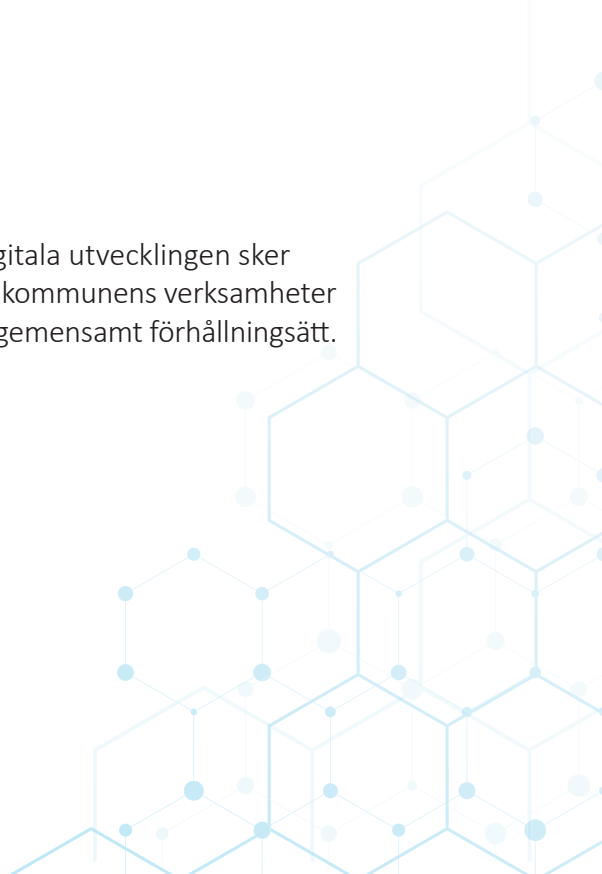 gitala utvecklingen sker
kommunens verksamheter
gemensamt förhållningsätt.